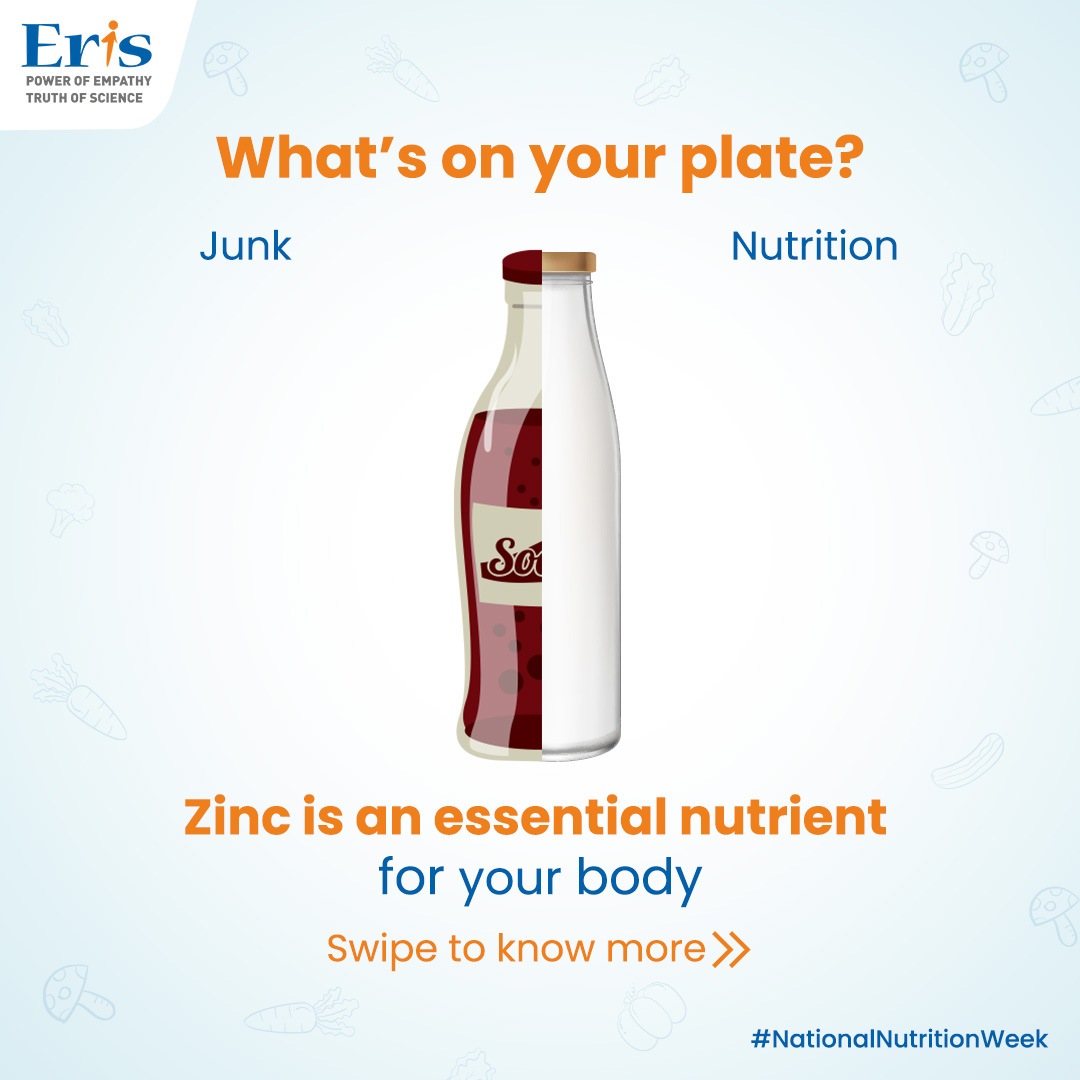 Eris
POWER OF EMPATHY
TRUTH OF SCIENCE
What's on your plate?
Junk
Nutrition
Zinc is an essential nutrient
for your body
Swipe to know more
#NationalNutritionWeek